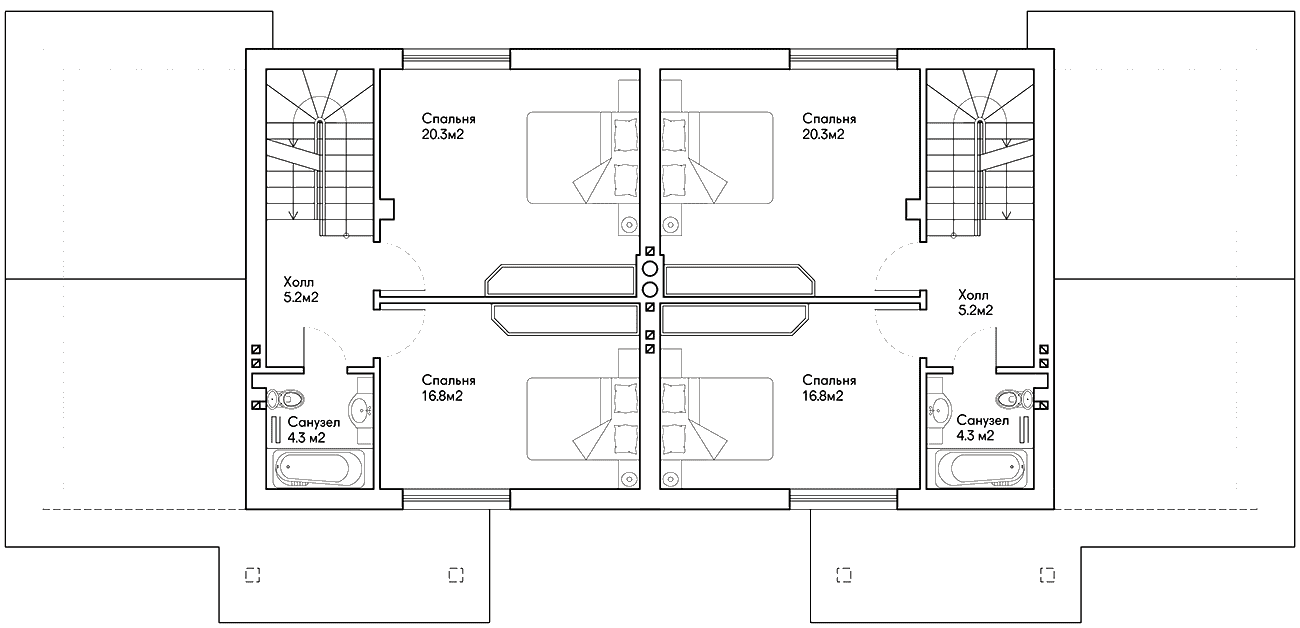 Спальня
20.3м2
Спальня
20.3м2
Холл
5.2м2
Холл
5.2м2
Спальня
16.8м2
Спальня
16.8м2
Санузел
4.3 м2
Санузел
4.3 м2